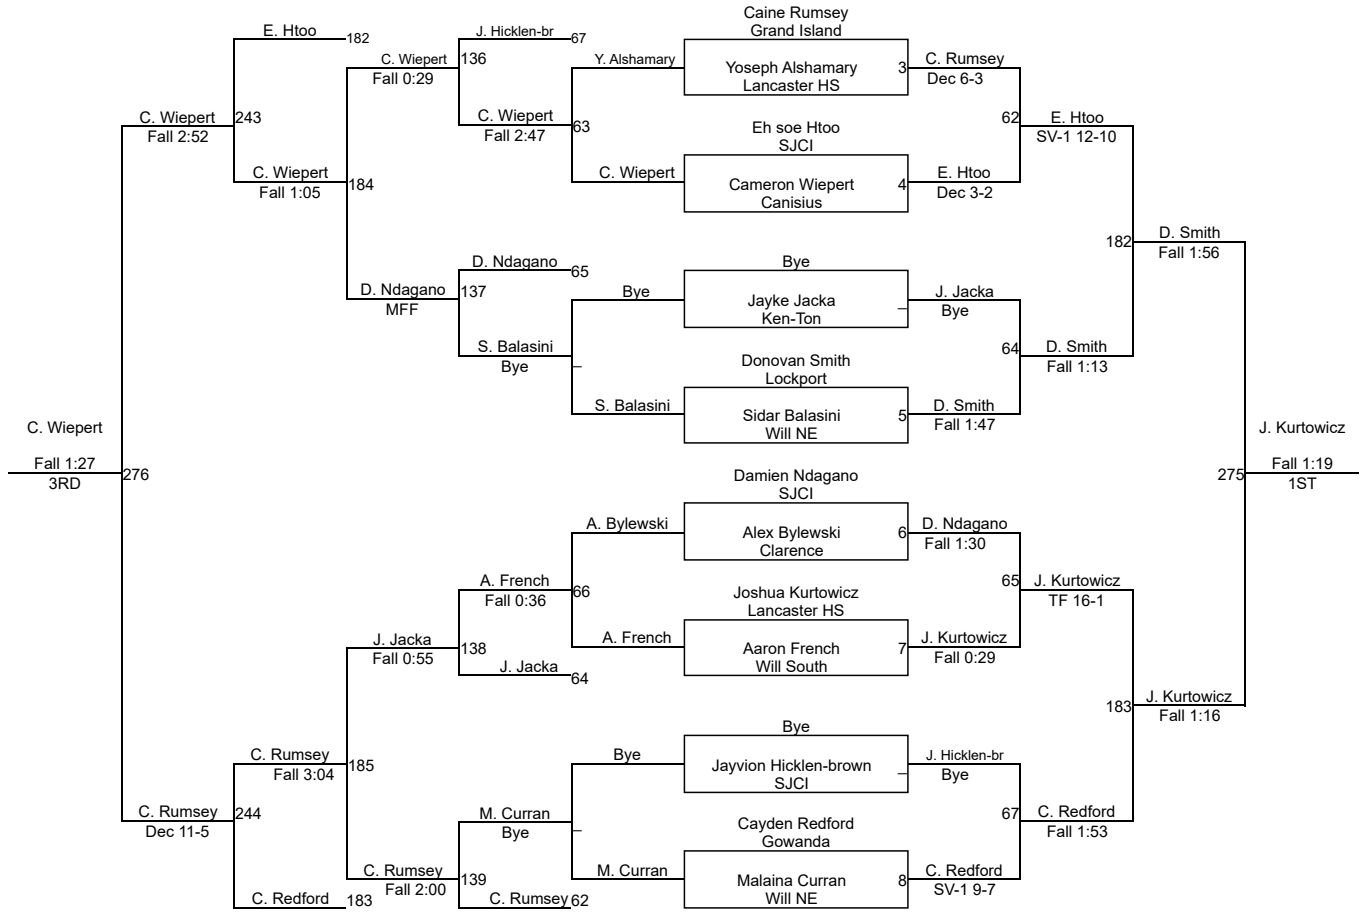 Caine Rumsey
Grand Island
E. Htoo
182
J. Hicklen-br
67
C. Wiepert
136
Fall 0:29
Y. Alshamary
Yoseph Alshamary
3
Lancaster HS
C. Rumsey
Dec 6-3
C. Wiepert
243
Fall 2:52
C. Wiepert
63
Fall 2:47
Eh soe Htoo
SJCI
62
E. Htoo
SV-1 12-10
C. Wiepert
184
Fall 1:05
C. Wiepert
Cameron Wiepert
4
Canisius
E. Htoo
Dec 3-2
182
D. Smith
Fall 1:56
D. Ndagano
65
Bye
D. Ndagano
137
MFF
Bye
Jayke Jacka
_
Ken-Ton
J. Jacka
Bye
S. Balasini
Bye
_
Donovan Smith
Lockport
64
D. Smith
Fall 1:13
S. Balasini
Sidar Balasini
5
Will NE
D. Smith
Fall 1:47
C. Wiepert
J. Kurtowicz
Fall 1:27
276
3RD
275
Fall 1:19
1ST
Damien Ndagano
SJCI
A. Bylewski
Alex Bylewski
6
Clarence
D. Ndagano
Fall 1:30
A. French
66
Fall 0:36
Joshua Kurtowicz
Lancaster HS
65
J. Kurtowicz
TF 16-1
J. Jacka
138
Fall 0:55
J. Jacka
64
A. French
Aaron French
7
Will South
J. Kurtowicz
Fall 0:29
183
J. Kurtowicz
Fall 1:16
C. Rumsey
185
Fall 3:04
Bye
Bye
Jayvion Hicklen-brown
_
SJCI
J. Hicklen-br
Bye
C. Rumsey
244
Dec 11-5
M. Curran
Bye
_
Cayden Redford
Gowanda
67
C. Redford
Fall 1:53
C. Rumsey
139
Fall 2:00
M. Curran
Malaina Curran
8
Will NE
C. Redford
SV-1 9-7
C. Redford
183
C. Rumsey
62